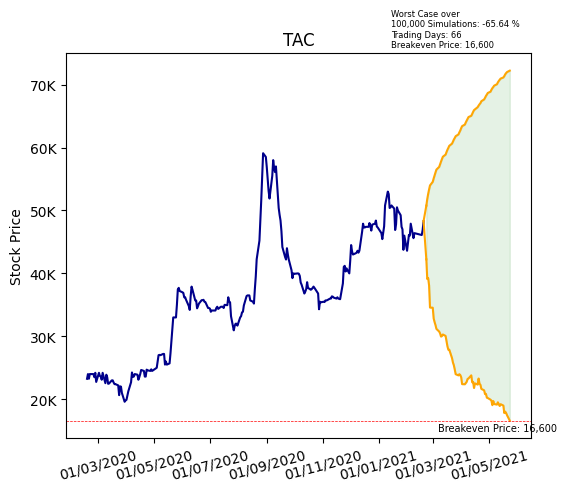 Worst Case over
100,000 Simulations: -65.64 %
Trading Days: 66
Breakeven Price: 16,600
TAC
Stock Price
70K
60K
50K
40K
30K
20K
Breakeven Price: 16,600
01/03/2020
01/05/2020
01/07/2020
01/09/2020
01/11/2020
01/01/2021
01/03/2021
01/05/2021